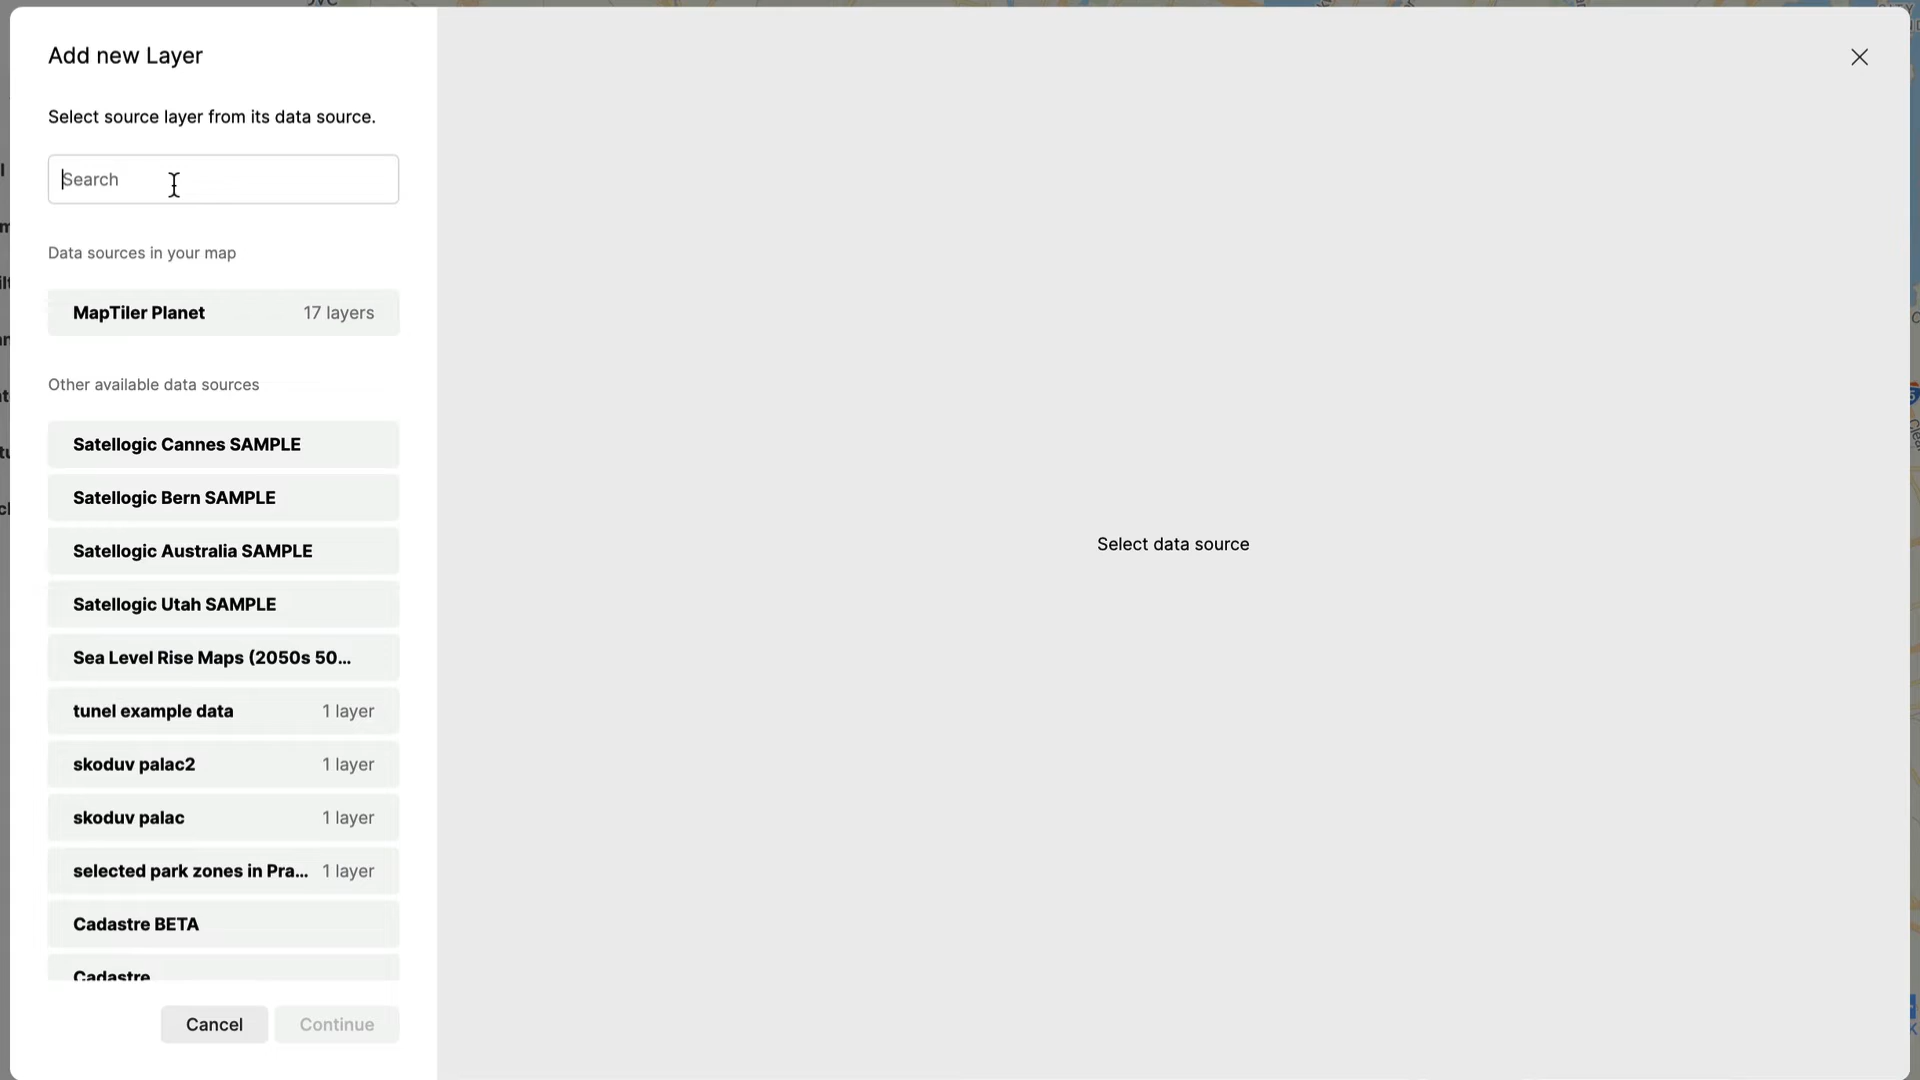 Add new Layer
Select source layer from its data source.
Search
Data sources in your map
MapTiler Planet 17 layers
Other available data sources
Satellogic Cannes SAMPLE
Satellogic Bern SAMPLE
Satellogic Australia SAMPLE
Satellogic Utah SAMPLE
Sea Level Rise Maps (2050s 50...
tunel example data 1 layer
skoduv palac2 1 layer
skoduv palac 1 layer
selected park zones in Pra... 1 layer
Cadastre BETA
Cadastre
Cancel Continue
Select data source